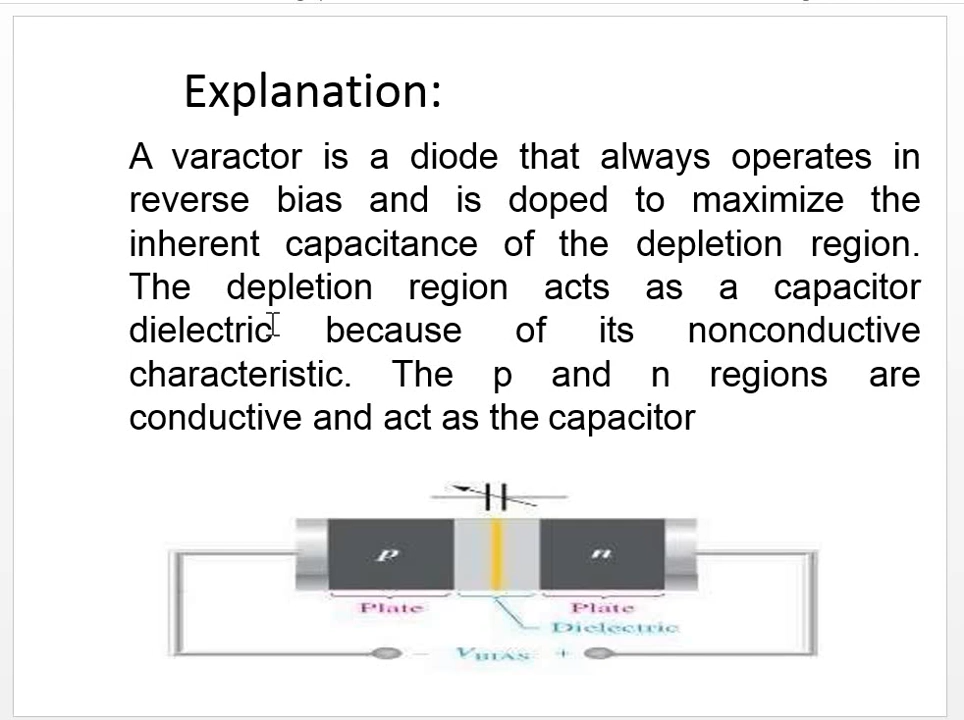 Explanation:
A varactor is a diode that always operates in
reverse bias and is doped to maximize the
inherent capacitance of the depletion region.
The depletion region acts as a capacitor
dielectric because of its nonconductive
characteristic. The p and n regions are
conductive and act as the capacitor
p n
Plate Plate
Dielectric
− VBIAS +